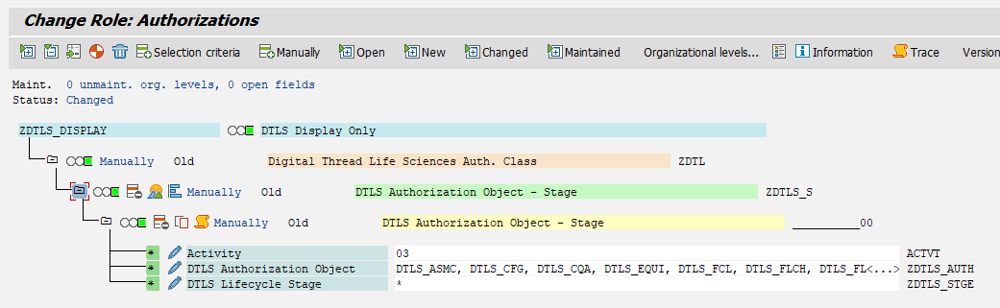 Change Role: Authorizations
Selection criteria Manually Open New Changed Maintained Organizational levels... Information Trace Version
Maint. 0 unmaint. org. levels, 0 open fields
Status: Changed
ZDTLS_DISPLAY DTLS Display Only
Manually Old Digital Thread Life Sciences Auth. Class ZDTL
Manually Old DTLS Authorization Object - Stage ZDTLS_S
Manually Old DTLS Authorization Object - Stage __________00
* Activity 03 ACTVT
* DTLS Authorization Object DTLS_ASMC, DTLS_CFG, DTLS_CQA, DTLS_EQUI, DTLS_FCL, DTLS_FLCH, DTLS_FL<...> ZDTLS_AUTH
* DTLS Lifecycle Stage * ZDTLS_STGE